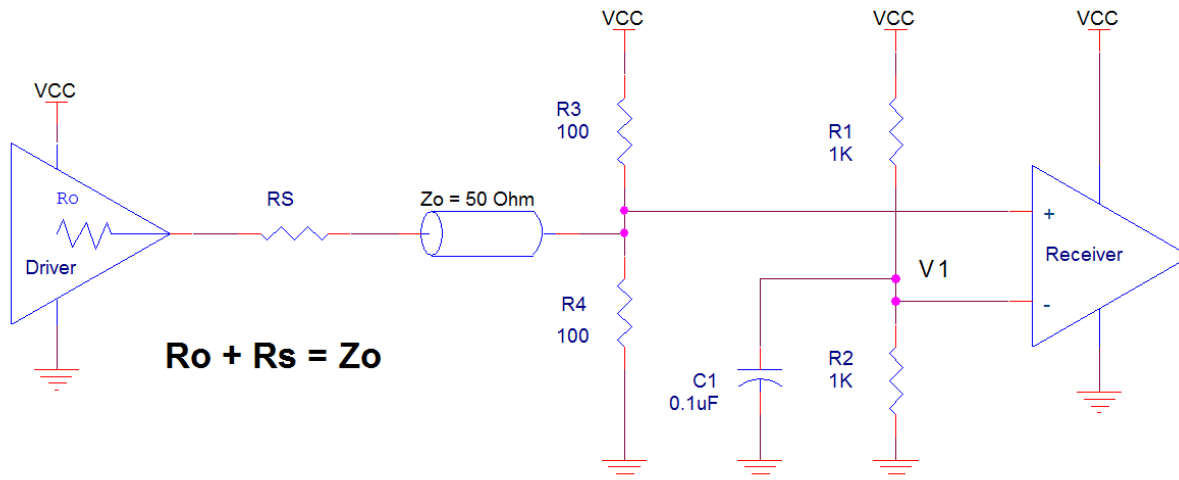 VCC
VCC
VCC
VCC
R3
100
R1
1K
Ro
RS
Zo = 50 Ohm
+
Driver
Receiver
V1
-
R4
100
Ro + Rs = Zo
R2
1K
C1
0.1uF